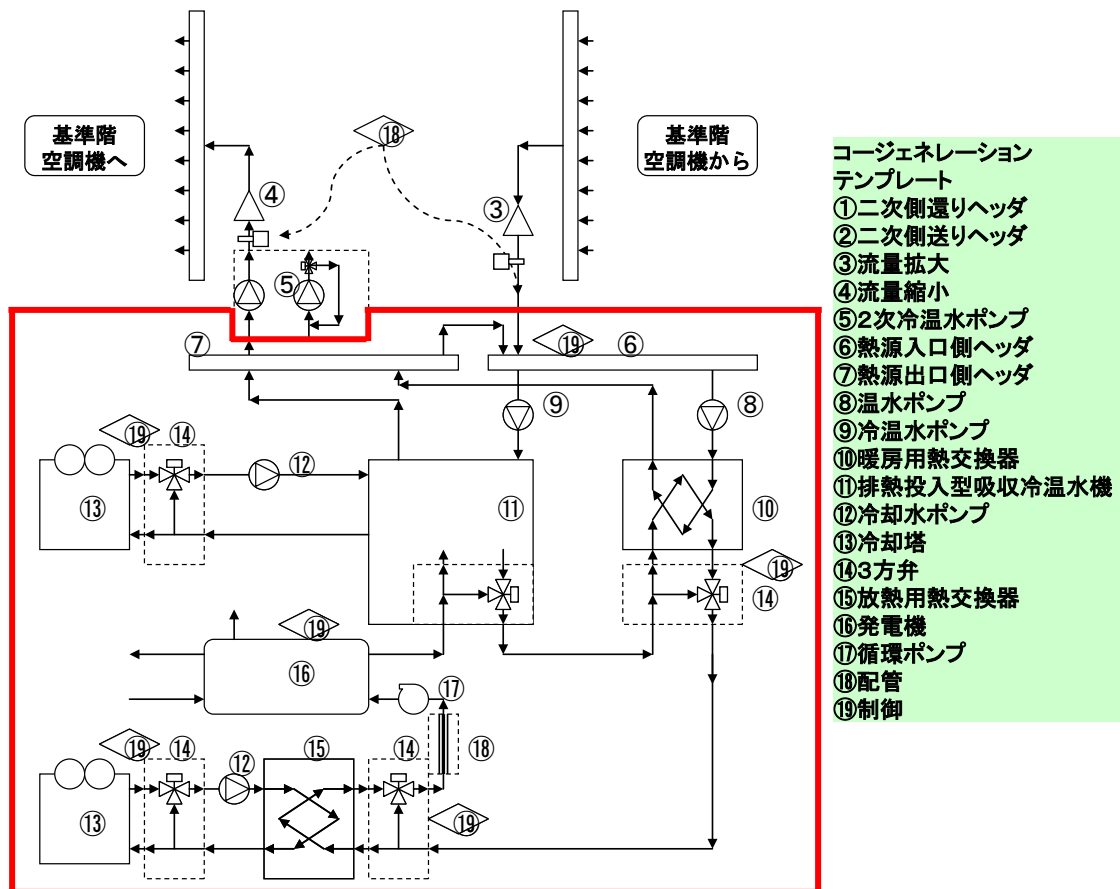 基準階
空調機へ
⑱
基準階
空調機から
④
③
⑤
⑦
⑲
⑥
⑨
⑧
⑲
⑭
⑫
⑬
⑪
⑩
⑲
⑭
⑲
⑯
⑰
⑲
⑭
⑫
⑮
⑭
⑱
⑬
⑲
コージェネレーション
テンプレート
①二次側還りヘッダ
②二次側送りヘッダ
③流量拡大
④流量縮小
⑤2次冷温水ポンプ
⑥熱源入口側ヘッダ
⑦熱源出口側ヘッダ
⑧温水ポンプ
⑨冷温水ポンプ
⑩暖房用熱交換器
⑪排熱投入型吸収冷温水機
⑫冷却水ポンプ
⑬冷却塔
⑭3方弁
⑮放熱用熱交換器
⑯発電機
⑰循環ポンプ
⑱配管
⑲制御